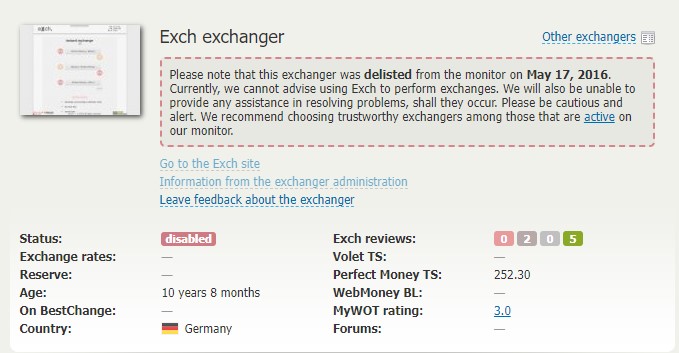 Exch exchanger
Other exchangers
Please note that this exchanger was delisted from the monitor on May 17, 2016.
Currently, we cannot advise using Exch to perform exchanges. We will also be unable to
provide any assistance in resolving problems, shall they occur. Please be cautious and
alert. We recommend choosing trustworthy exchangers among those that are active on
our monitor.
Go to the Exch site
Information from the exchanger administration
Leave feedback about the exchanger
Status: disabled Exch reviews: 0 2 0 5
Exchange rates: — Volet TS: —
Reserve: — Perfect Money TS: 252.30
Age: 10 years 8 months WebMoney BL: —
On BestChange: — MyWOT rating: 3.0
Country: Germany Forums: —